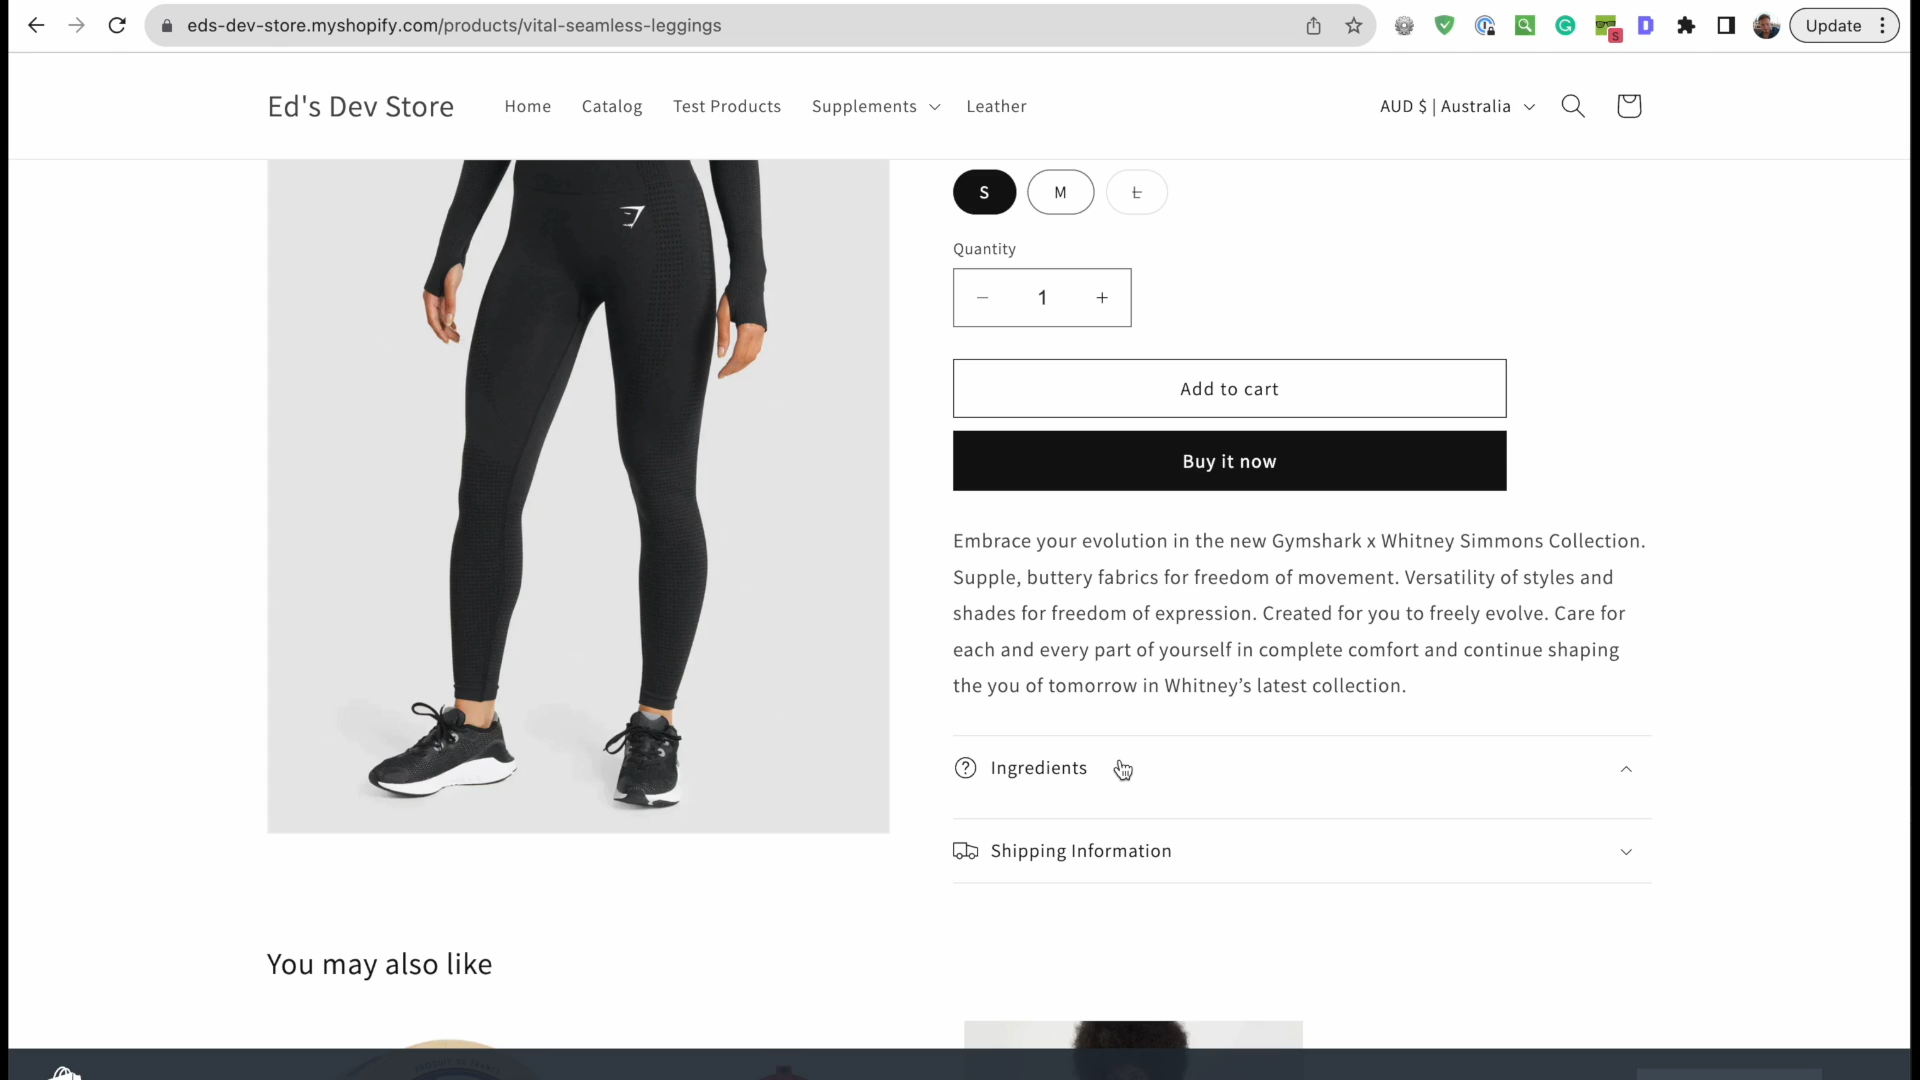 eds-dev-store.myshopify.com/products/vital-seamless-leggings
Update
Ed's Dev Store
Home
Catalog
Test Products
Supplements
Leather
AUD $ | Australia
S
M
L
Quantity
1
Add to cart
Buy it now
Embrace your evolution in the new Gymshark x Whitney Simmons Collection.
Supple, buttery fabrics for freedom of movement. Versatility of styles and
shades for freedom of expression. Created for you to freely evolve. Care for
each and every part of yourself in complete comfort and continue shaping
the you of tomorrow in Whitney’s latest collection.
Ingredients
Shipping Information
You may also like